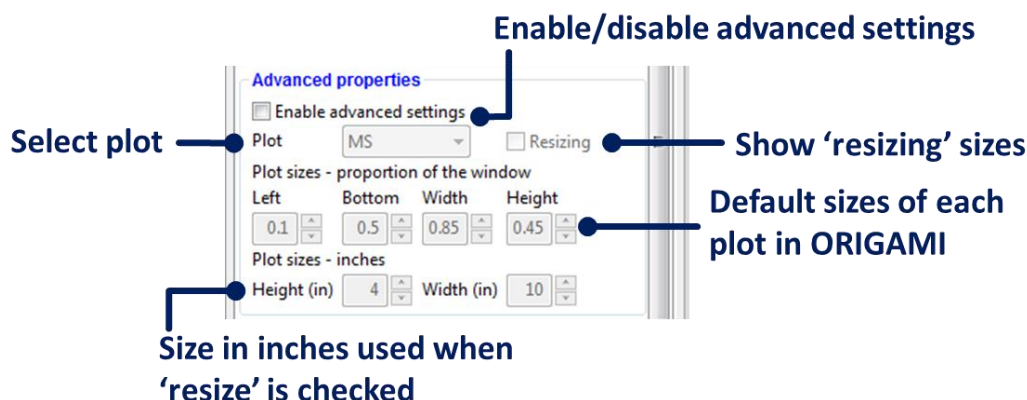 Enable/disable advanced settings
Advanced properties
Enable advanced settings
Select plot
Plot MS Resizing
Show ‘resizing’ sizes
Plot sizes - proportion of the window
Left Bottom Width Height
0.1 0.5 0.85 0.45
Default sizes of each
plot in ORIGAMI
Plot sizes - inches
Height (in) 4 Width (in) 10
Size in inches used when
‘resize’ is checked